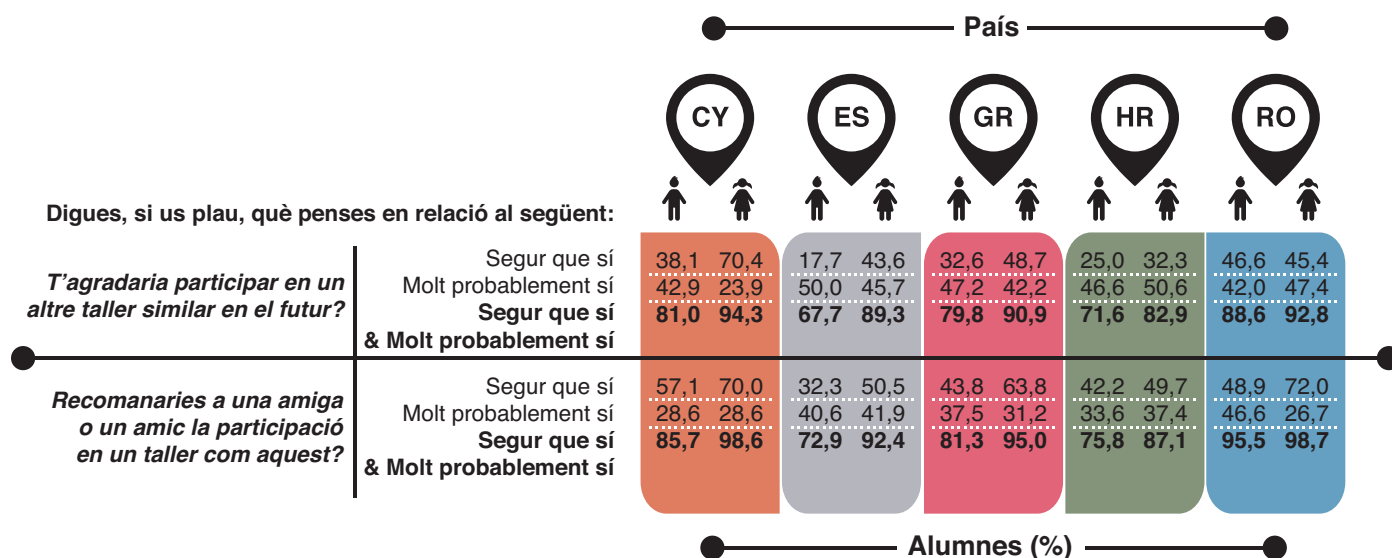 País
CY ES GR HR RO
Digues, si us plau, què penses en relació al següent:
T'agradaria participar en un
altre taller similar en el futur?
Segur que sí 38,1 70,4 17,7 43,6 32,6 48,7 25,0 32,3 46,6 45,4
Molt probablement sí 42,9 23,9 50,0 45,7 47,2 42,2 46,6 50,6 42,0 47,4
Segur que sí 81,0 94,3 67,7 89,3 79,8 90,9 71,6 82,9 88,6 92,8
& Molt probablement sí
Recomanaries a una amiga
o un amic la participació
en un taller com aquest?
Segur que sí 57,1 70,0 32,3 50,5 43,8 63,8 42,2 49,7 48,9 72,0
Molt probablement sí 28,6 28,6 40,6 41,9 37,5 31,2 33,6 37,4 46,6 26,7
Segur que sí 85,7 98,6 72,9 92,4 81,3 95,0 75,8 87,1 95,5 98,7
& Molt probablement sí
Alumnes (%)